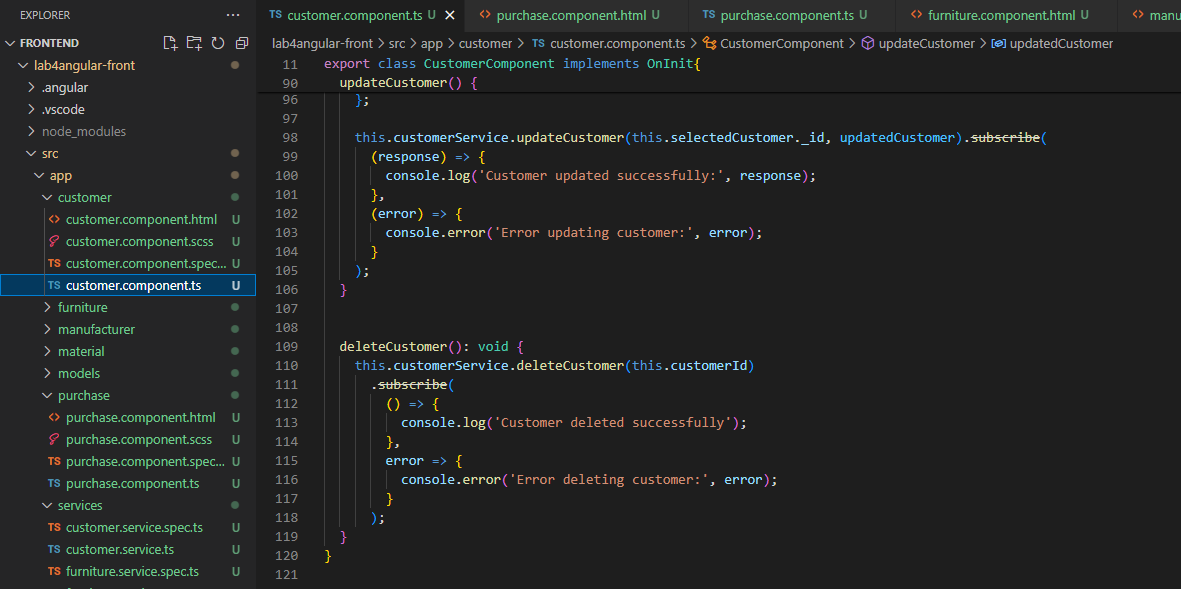 EXPLORER ...
FRONTEND
lab4angular-front
.angular
.vscode
node_modules
src
app
customer
customer.component.html U
customer.component.scss U
customer.component.spec... U
customer.component.ts U
furniture
manufacturer
material
models
purchase
purchase.component.html U
purchase.component.scss U
purchase.component.spec... U
purchase.component.ts U
services
customer.service.spec.ts U
customer.service.ts U
furniture.service.spec.ts U
TS customer.component.ts U
purchase.component.html U
TS purchase.component.ts U
furniture.component.html U
manu
lab4angular-front > src > app > customer > TS customer.component.ts > CustomerComponent > updateCustomer > updatedCustomer
11 export class CustomerComponent implements OnInit{
90 updateCustomer() {
96 };
97
98 this.customerService.updateCustomer(this.selectedCustomer._id, updatedCustomer).subscribe(
99 (response) => {
100 console.log('Customer updated successfully:', response);
101 },
102 (error) => {
103 console.error('Error updating customer:', error);
104 }
105 );
106 }
107
108
109 deleteCustomer(): void {
110 this.customerService.deleteCustomer(this.customerId)
111 .subscribe(
112 () => {
113 console.log('Customer deleted successfully');
114 },
115 error => {
116 console.error('Error deleting customer:', error);
117 }
118 );
119 }
120 }
121